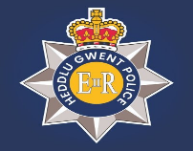 HEDDLU GWENT POLICE
EIIR